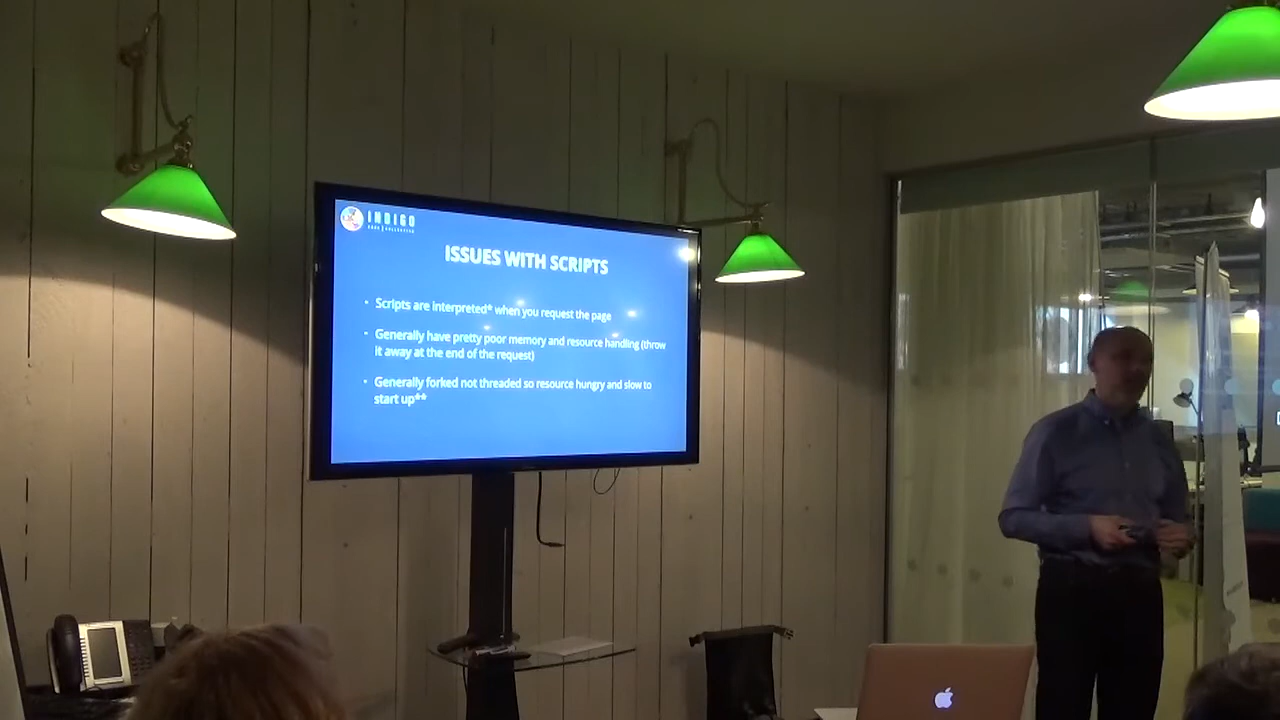 INDIGO
ISSUES WITH SCRIPTS
• Scripts are interpreted* when you request the page
• Generally have pretty poor memory and resource handling (throw
it away at the end of the request)
• Generally forked not threaded so resource hungry and slow to
start up**